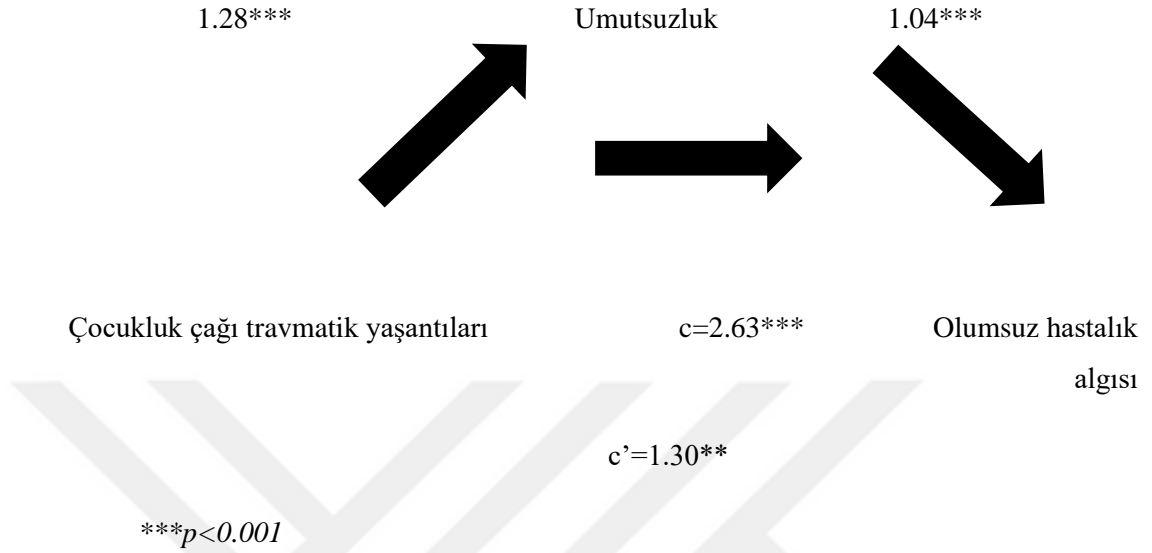 1.28*** Umutsuzluk 1.04***
Çocukluk çağı travmatik yaşantıları c=2.63*** Olumsuz hastalık
algısı
c’=1.30**
***p<0.001